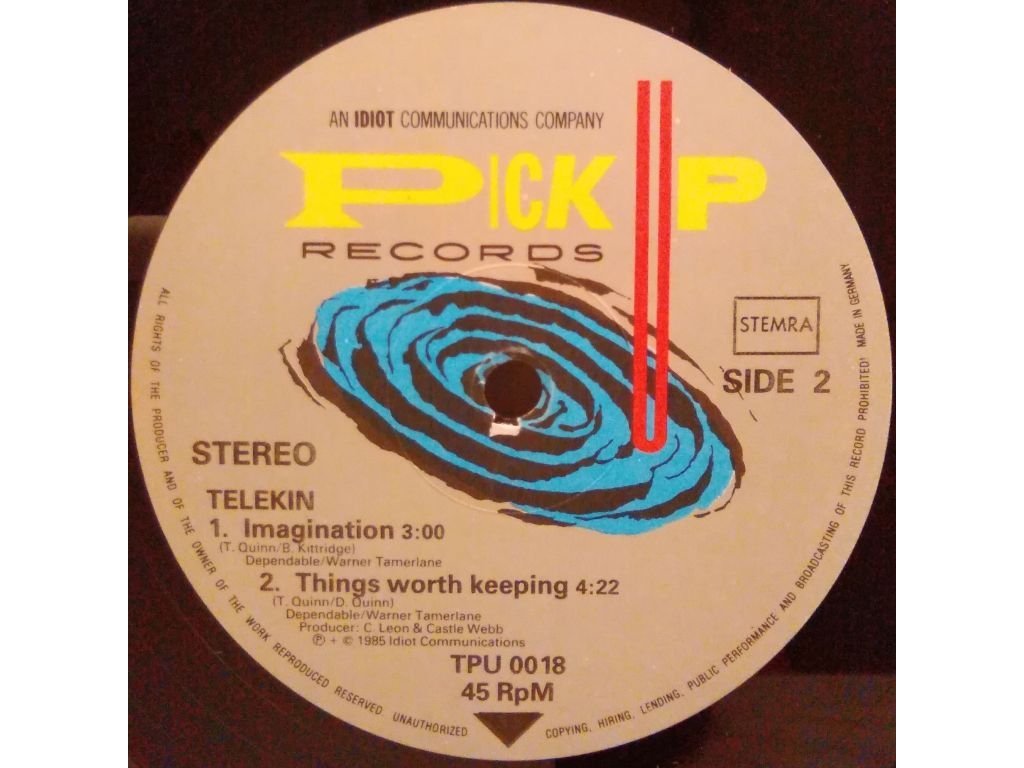 AN IDIOT COMMUNICATIONS COMPANY
PICK UP
RECORDS
STEMRA
SIDE 2
STEREO
TELEKIN
1. Imagination 3:00
(T. Quinn/B. Kittridge)
Dependable/Warner Tamerlane
2. Things worth keeping 4:22
(T. Quinn/D. Quinn)
Dependable/Warner Tamerlane
Producer: C. Leon & Castle Webb
℗ + © 1985 Idiot Communications
TPU 0018
45 RpM
ALL RIGHTS OF THE PRODUCER AND OF THE OWNER OF THE WORK REPRODUCED RESERVED. UNAUTHORIZED COPYING, HIRING, LENDING, PUBLIC PERFORMANCE AND BROADCASTING OF THIS RECORD PROHIBITED! MADE IN GERMANY